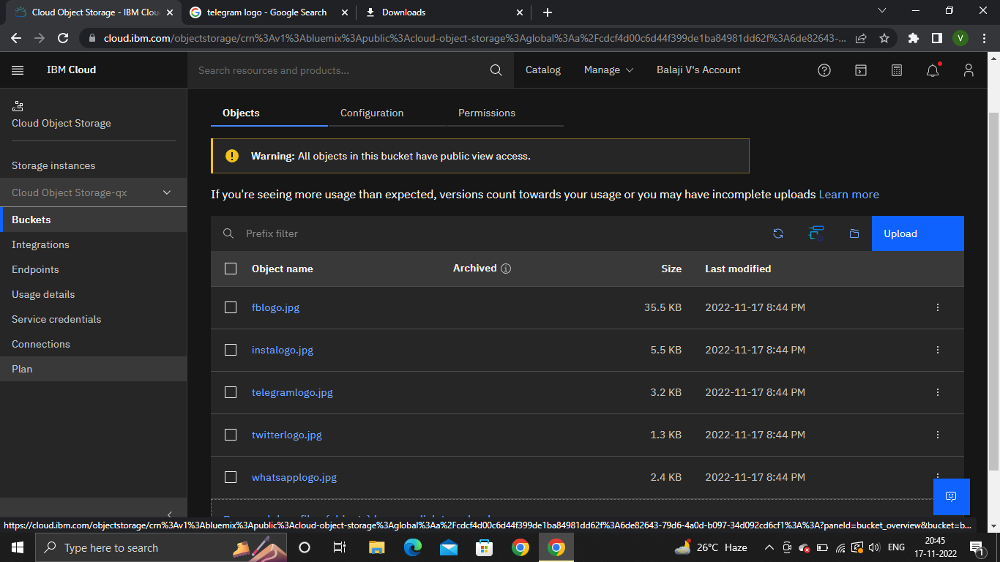 Cloud Object Storage - IBM Clou
telegram logo - Google Search
Downloads
cloud.ibm.com/objectstorage/crn%3Av1%3Abluemix%3Apublic%3Acloud-object-storage%3Aglobal%3Aa%2Fcdcf4d00c6d44f399de1ba84981dd62f%3A6de82643-...
V
IBM Cloud
Search resources and products...
Catalog
Manage
Balaji V's Account
Cloud Object Storage
Storage instances
Cloud Object Storage-qx
Buckets
Integrations
Endpoints
Usage details
Service credentials
Connections
Plan
Objects
Configuration
Permissions
Warning: All objects in this bucket have public view access.
If you're seeing more usage than expected, versions count towards your usage or you may have incomplete uploads Learn more
Prefix filter
Upload
Object name Archived Size Last modified
fblogo.jpg 35.5 KB 2022-11-17 8:44 PM
instalogo.jpg 5.5 KB 2022-11-17 8:44 PM
telegramlogo.jpg 3.2 KB 2022-11-17 8:44 PM
twitterlogo.jpg 1.3 KB 2022-11-17 8:44 PM
whatsapplogo.jpg 2.4 KB 2022-11-17 8:44 PM
https://cloud.ibm.com/objectstorage/crn%3Av1%3Abluemix%3Apublic%3Acloud-object-storage%3Aglobal%3Aa%2Fcdcf4d00c6d44f399de1ba84981dd62f%3A6de82643-79d6-4a0d-b097-34d092cd6cf1%3A%3A?paneId=bucket_overview&bucket=b...
Type here to search
26°C Haze
ENG
20:45
17-11-2022
1